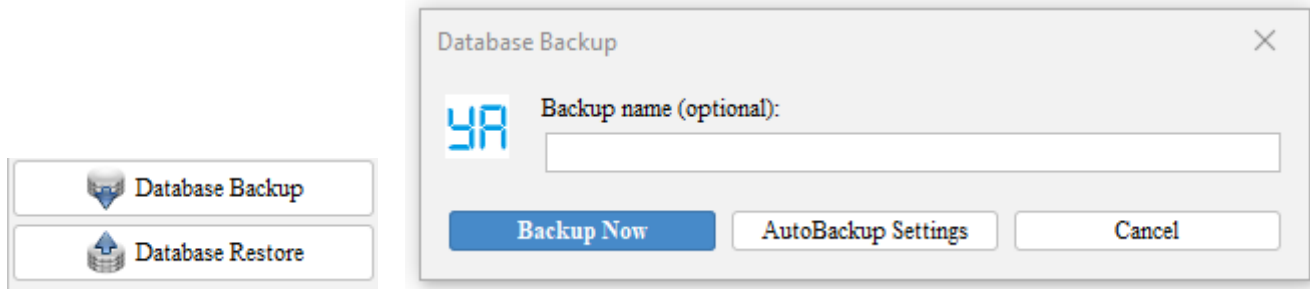 Database Backup
Database Restore
Database Backup
YA
Backup name (optional):
Backup Now
AutoBackup Settings
Cancel